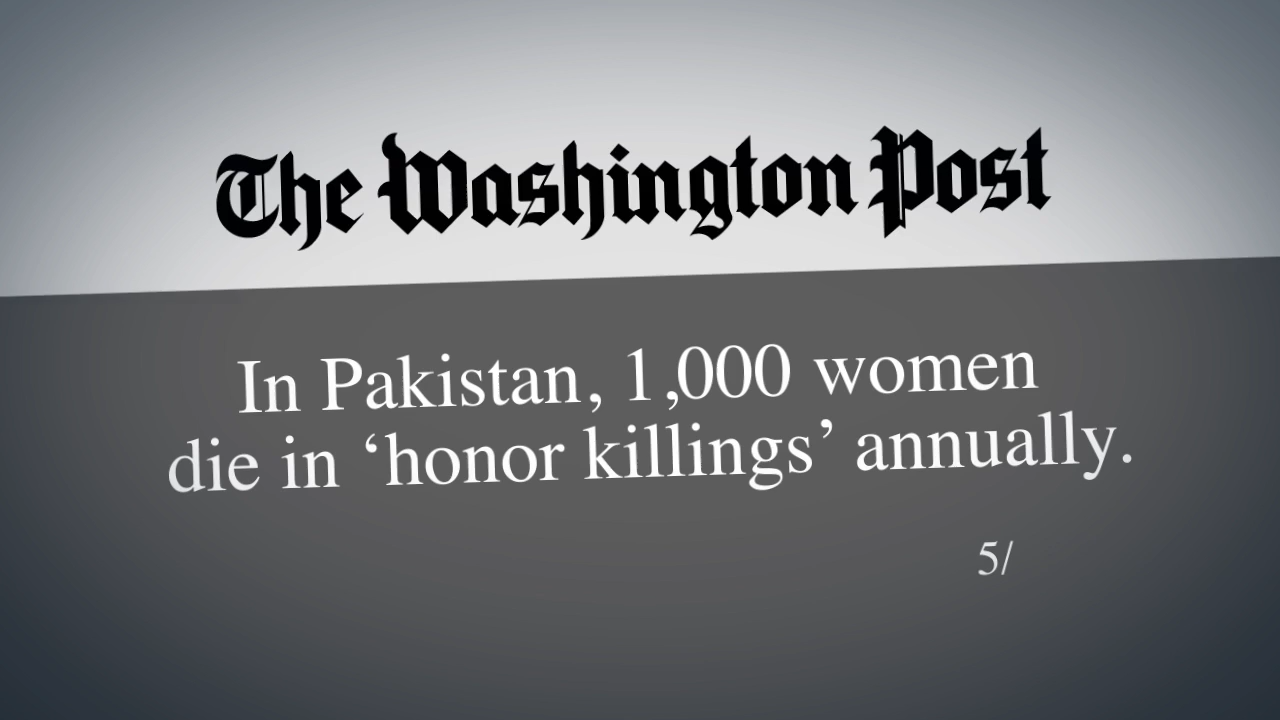 The Washington Post
In Pakistan, 1,000 women
die in ‘honor killings’ annually.
5/